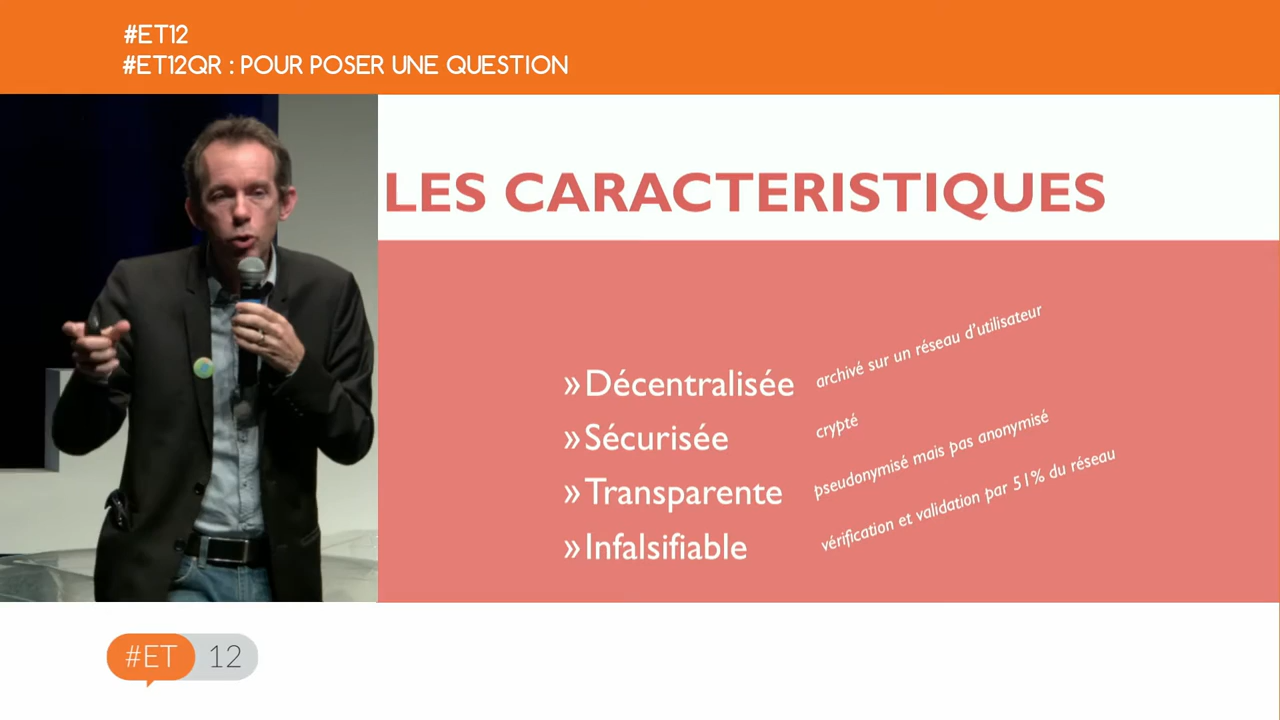 #ET12
#ET12QR : POUR POSER UNE QUESTION
LES CARACTERISTIQUES
»Décentralisée archivé sur un réseau d'utilisateur
»Sécurisée crypté
»Transparente pseudonymisé mais pas anonymisé
»Infalsifiable vérification et validation par 51% du réseau
#ET 12